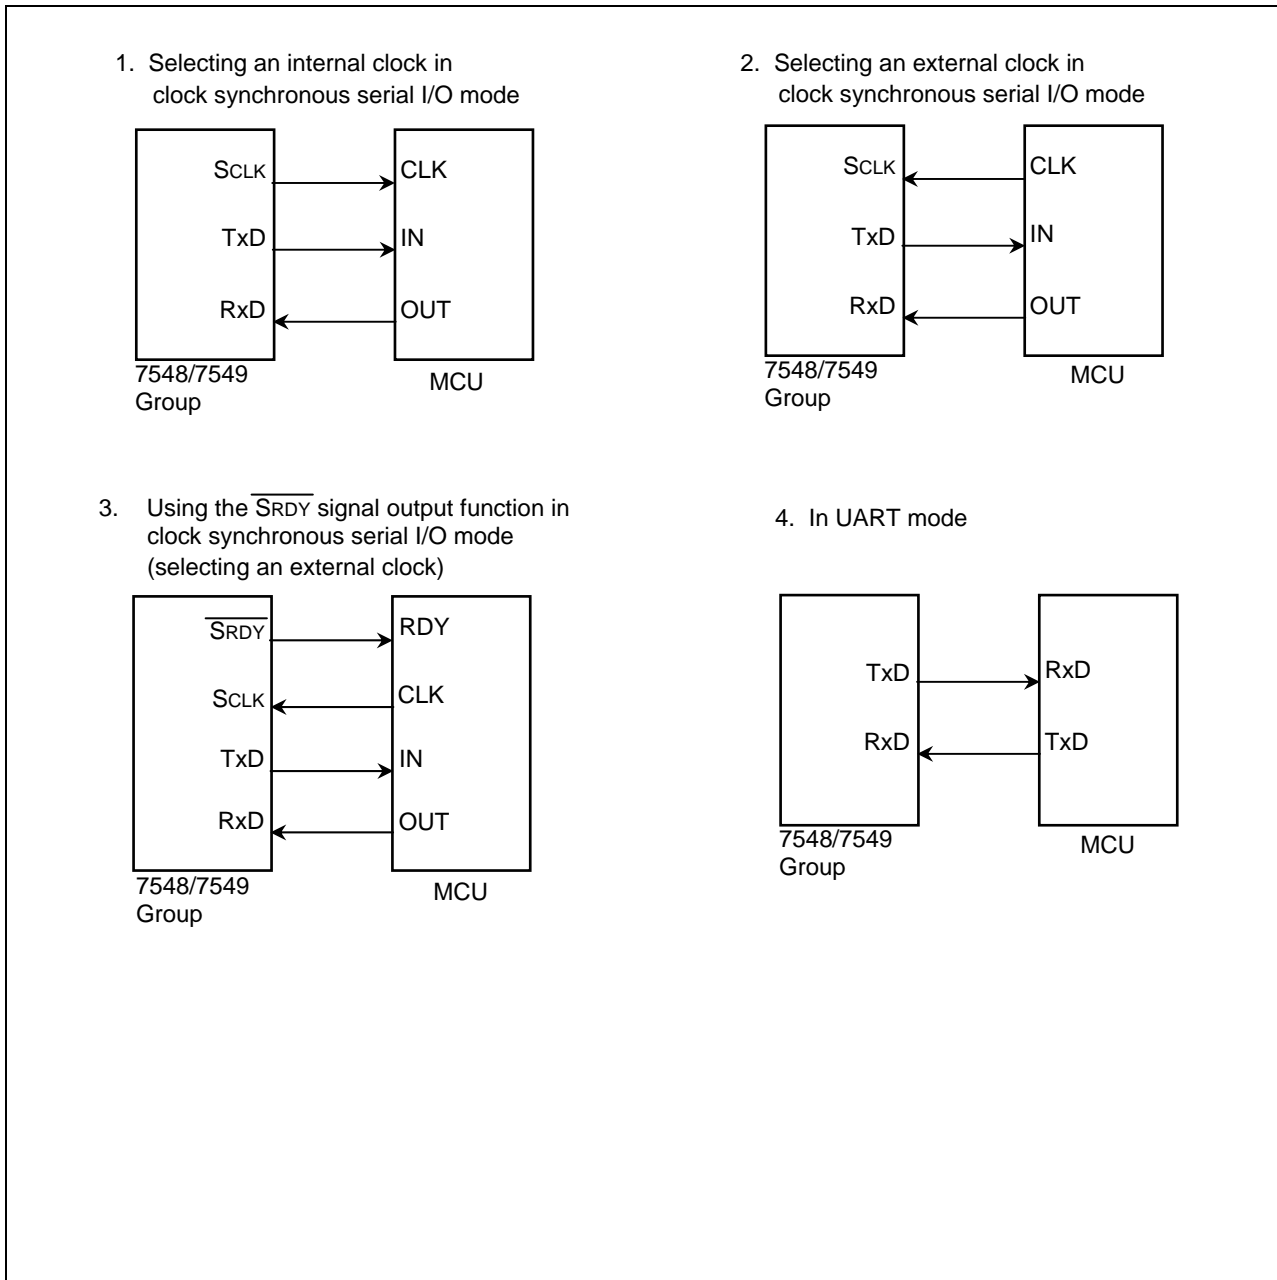 1. Selecting an internal clock in
clock synchronous serial I/O mode
SCLK CLK
TxD IN
RxD OUT
7548/7549
Group
MCU
2. Selecting an external clock in
clock synchronous serial I/O mode
SCLK CLK
TxD IN
RxD OUT
7548/7549
Group
MCU
3. Using the S̅R̅D̅Y̅ signal output function in
clock synchronous serial I/O mode
(selecting an external clock)
S̅R̅D̅Y̅ RDY
SCLK CLK
TxD IN
RxD OUT
7548/7549
Group
MCU
4. In UART mode
TxD RxD
RxD TxD
7548/7549
Group
MCU